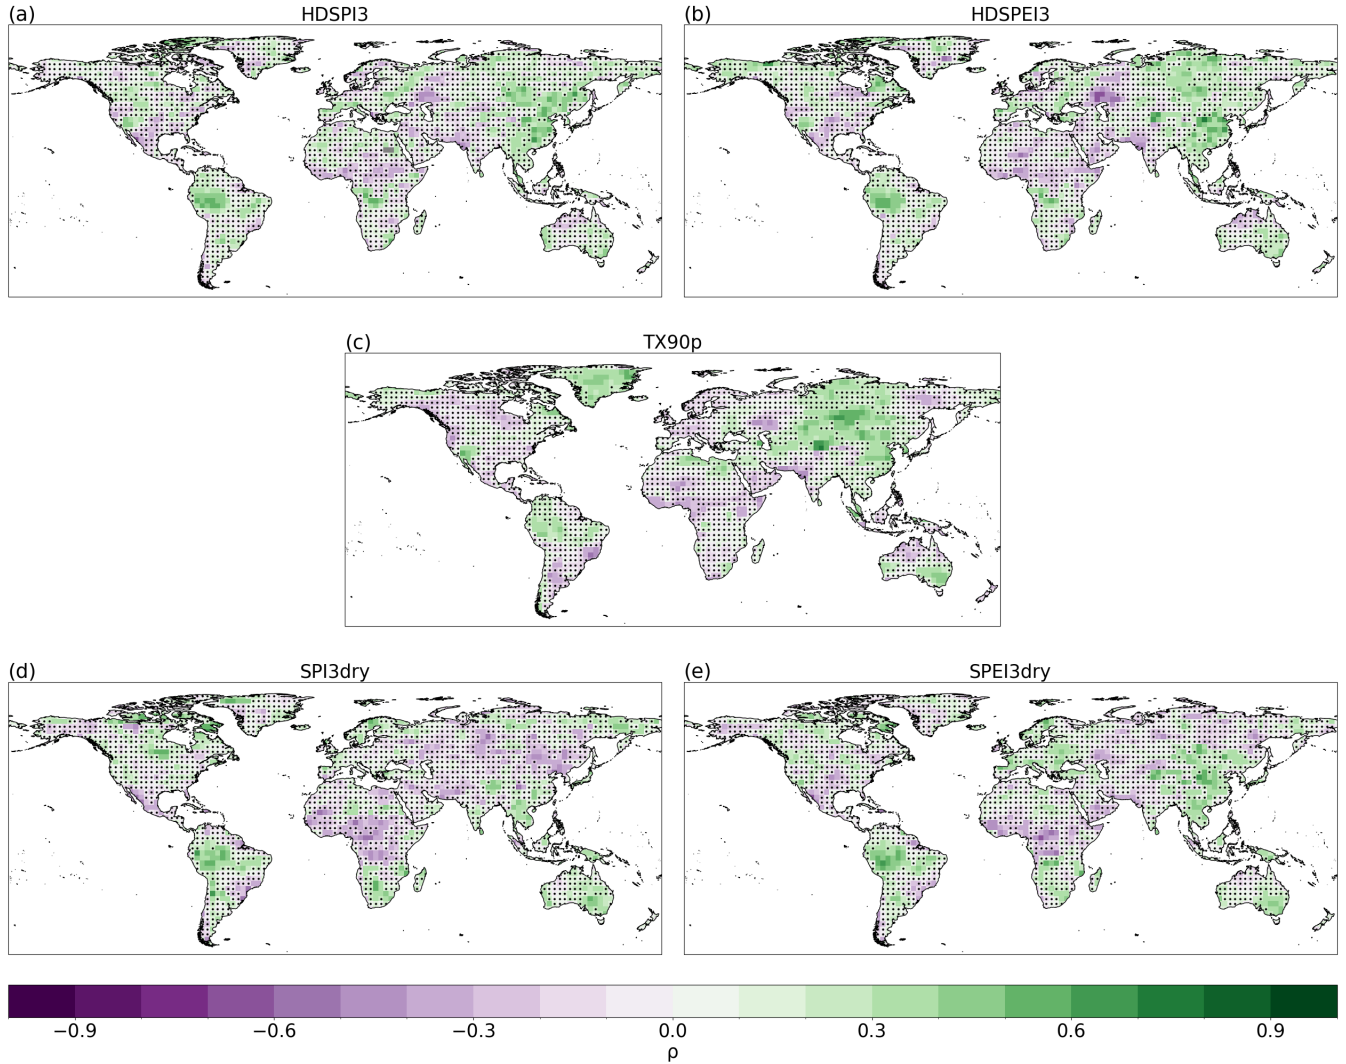 (a) HDSPI3
(b) HDSPEI3
(c) TX90p
(d) SPI3dry
(e) SPEI3dry
−0.9 −0.6 −0.3 0.0 0.3 0.6 0.9
ρ